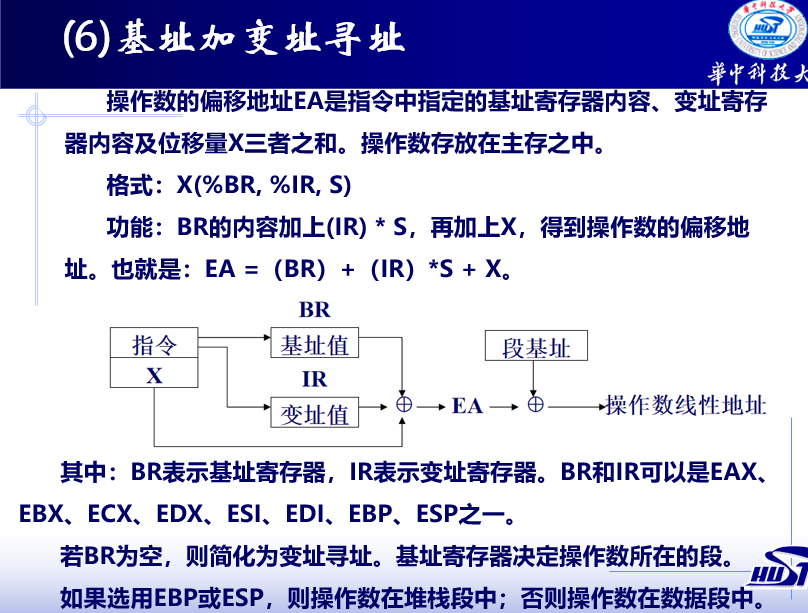 (6)基址加变址寻址
華中科技大
操作数的偏移地址EA是指令中指定的基址寄存器内容、变址寄存
器内容及位移量X三者之和。操作数存放在主存之中。
格式：X(%BR, %IR, S)
功能：BR的内容加上(IR) * S，再加上X，得到操作数的偏移地
址。也就是：EA =（BR）+（IR）*S + X。
BR
指令
基址值
段基址
X
IR
变址值
EA
操作数线性地址
其中：BR表示基址寄存器，IR表示变址寄存器。BR和IR可以是EAX、
EBX、ECX、EDX、ESI、EDI、EBP、ESP之一。
若BR为空，则简化为变址寻址。基址寄存器决定操作数所在的段。
如果选用EBP或ESP，则操作数在堆栈段中；否则操作数在数据段中。
HUST